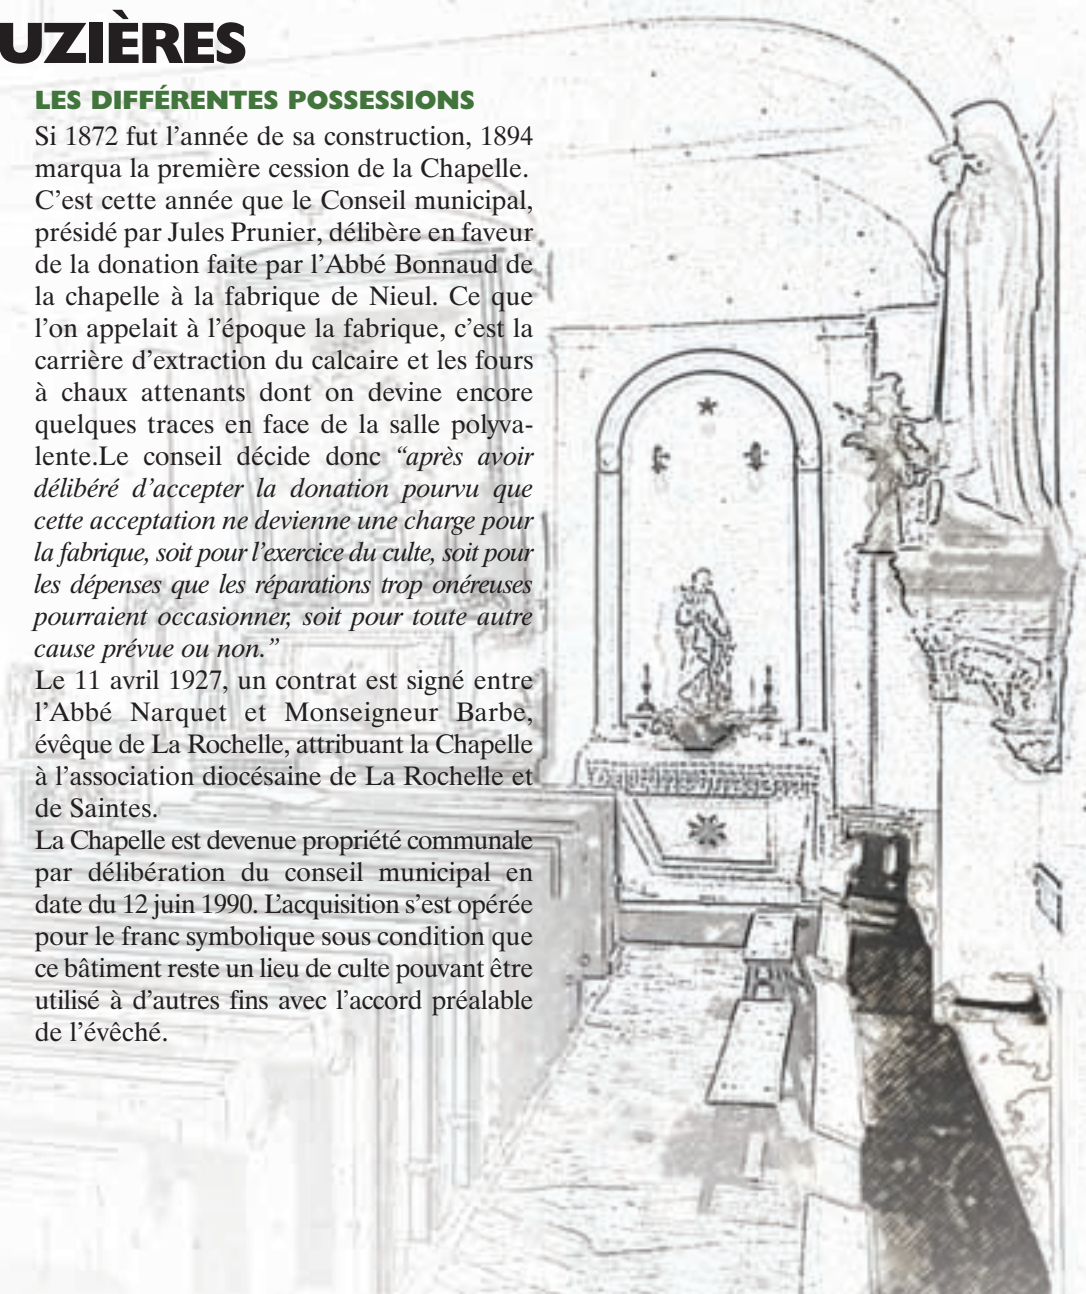 UZIÈRES
LES DIFFÉRENTES POSSESSIONS
Si 1872 fut l’année de sa construction, 1894
marqua la première cession de la Chapelle.
C’est cette année que le Conseil municipal,
présidé par Jules Prunier, délibère en faveur
de la donation faite par l’Abbé Bonnaud de
la chapelle à la fabrique de Nieul. Ce que
l’on appelait à l’époque la fabrique, c’est la
carrière d’extraction du calcaire et les fours
à chaux attenants dont on devine encore
quelques traces en face de la salle polyva-
lente.Le conseil décide donc “après avoir
délibéré d’accepter la donation pourvu que
cette acceptation ne devienne une charge pour
la fabrique, soit pour l’exercice du culte, soit pour
les dépenses que les réparations trop onéreuses
pourraient occasionner, soit pour toute autre
cause prévue ou non.”
Le 11 avril 1927, un contrat est signé entre
l’Abbé Narquet et Monseigneur Barbe,
évêque de La Rochelle, attribuant la Chapelle
à l’association diocésaine de La Rochelle et
de Saintes.
La Chapelle est devenue propriété communale
par délibération du conseil municipal en
date du 12 juin 1990. L’acquisition s’est opérée
pour le franc symbolique sous condition que
ce bâtiment reste un lieu de culte pouvant être
utilisé à d’autres fins avec l’accord préalable
de l’évêché.